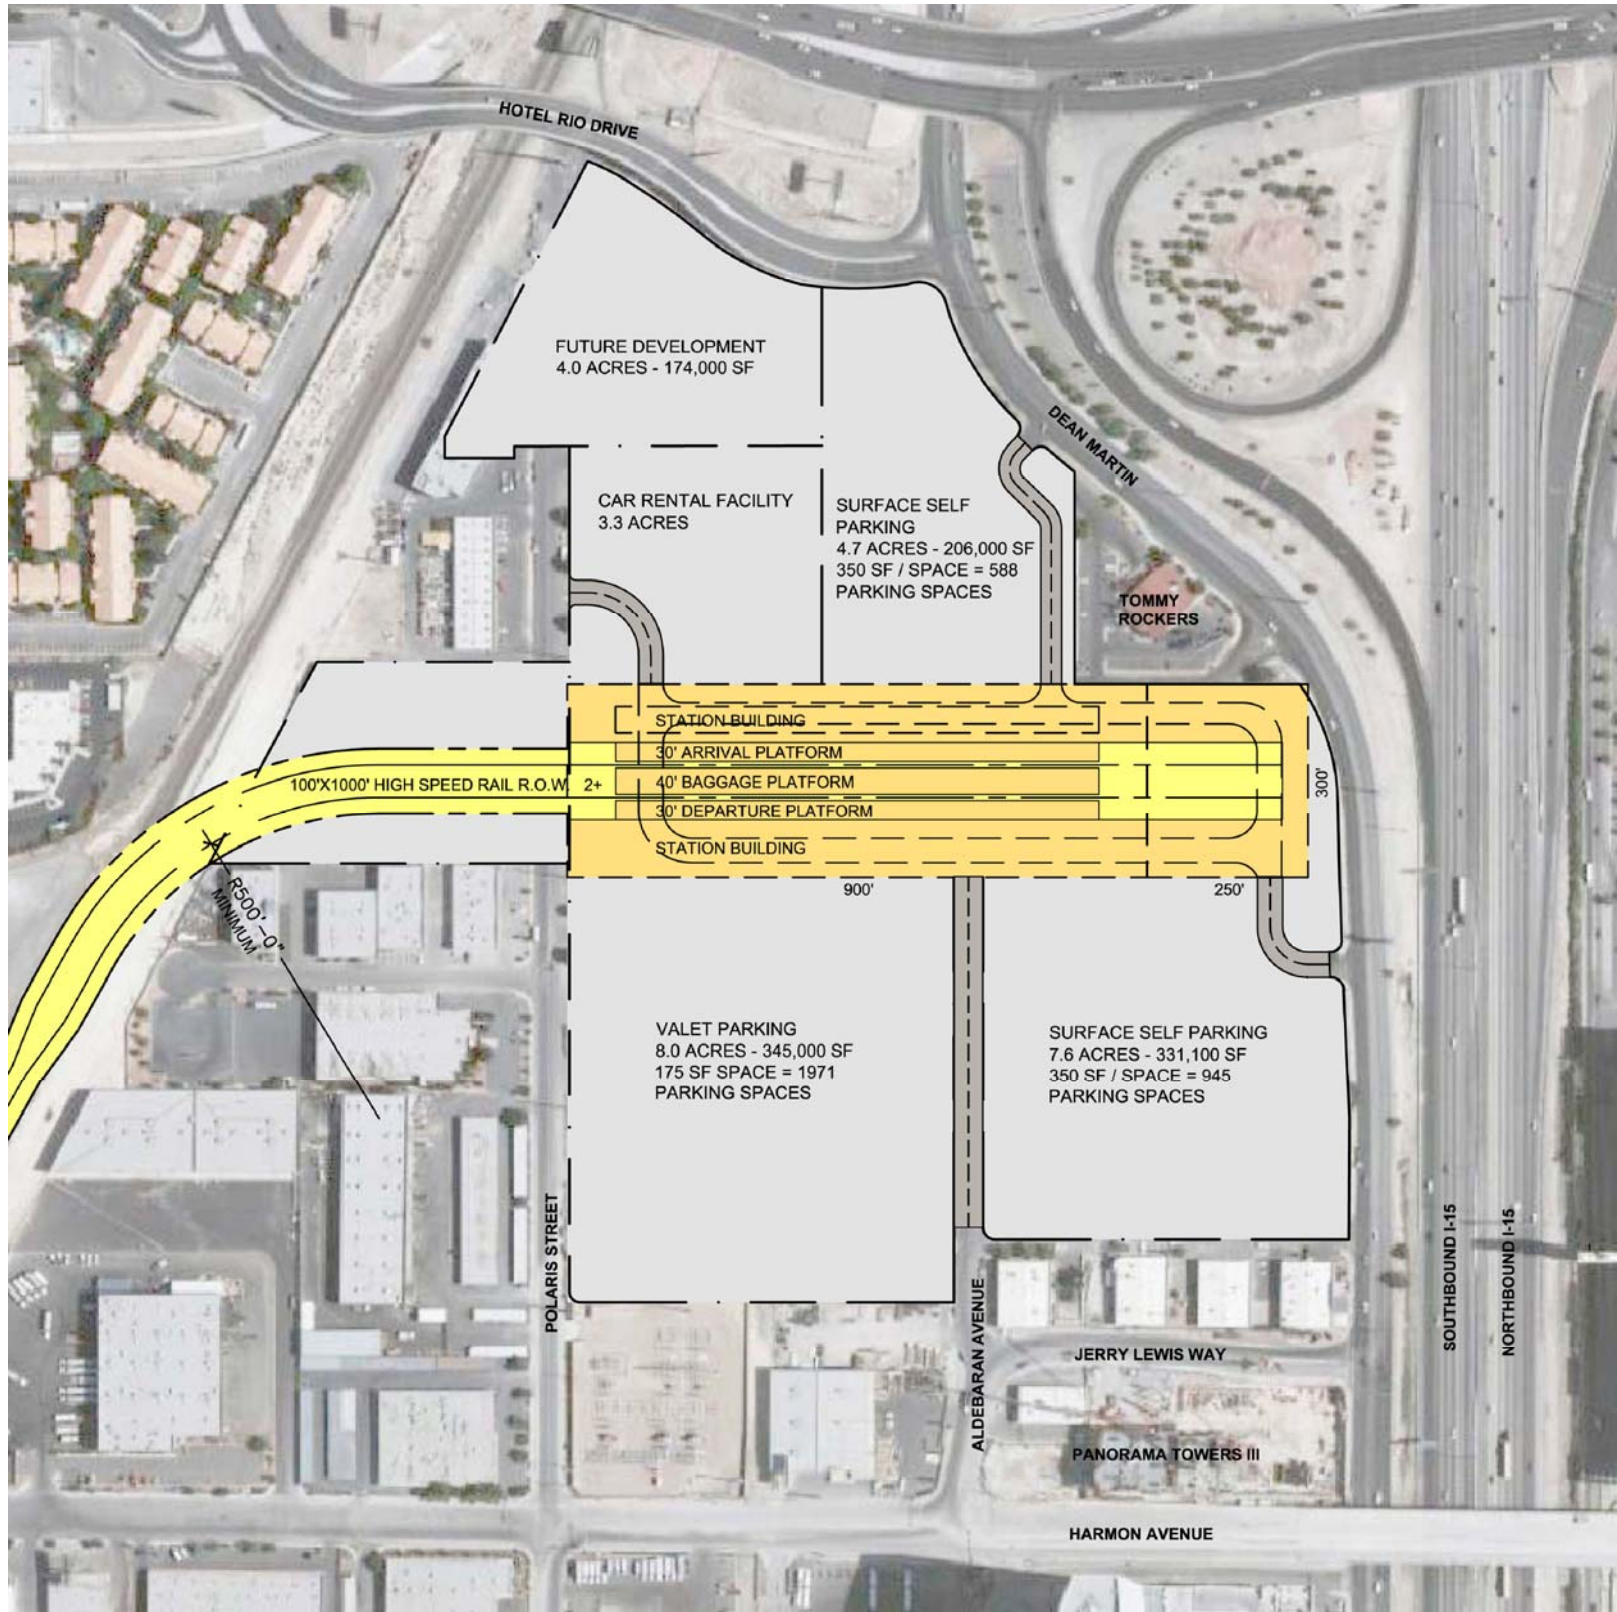 HOTEL RIO DRIVE
FUTURE DEVELOPMENT
4.0 ACRES - 174,000 SF
DEAN MARTIN
CAR RENTAL FACILITY
3.3 ACRES
SURFACE SELF
PARKING
4.7 ACRES - 206,000 SF
350 SF / SPACE = 588
PARKING SPACES
TOMMY
ROCKERS
STATION BUILDING
30' ARRIVAL PLATFORM
100'X1000' HIGH SPEED RAIL R.O.W. 2+
40' BAGGAGE PLATFORM
30' DEPARTURE PLATFORM
STATION BUILDING
300'
900'
250'
R500'-0"
MINIMUM
VALET PARKING
8.0 ACRES - 345,000 SF
175 SF SPACE = 1971
PARKING SPACES
SURFACE SELF PARKING
7.6 ACRES - 331,100 SF
350 SF / SPACE = 945
PARKING SPACES
POLARIS STREET
ALDEBARAN AVENUE
SOUTHBOUND I-15
NORTHBOUND I-15
JERRY LEWIS WAY
PANORAMA TOWERS III
HARMON AVENUE